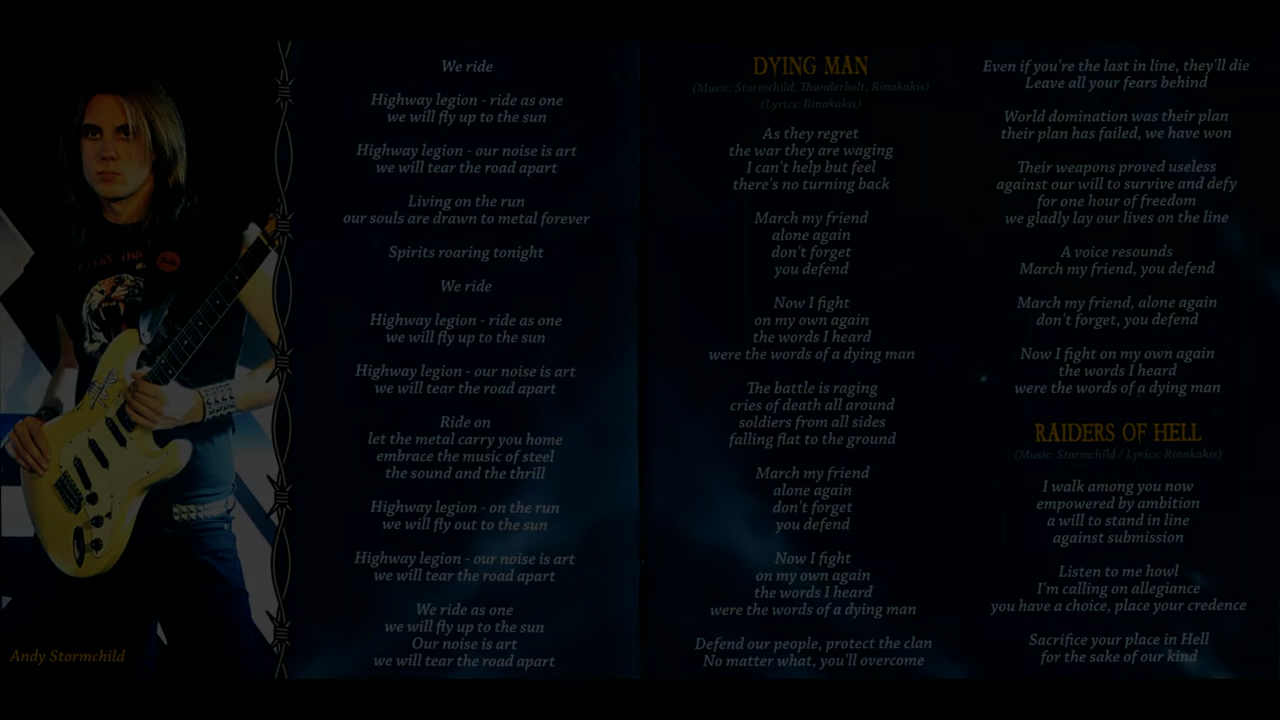 We ride
Highway legion - ride as one
we will fly up to the sun
Highway legion - our noise is art
we will tear the road apart
Living on the run
our souls are drawn to metal forever
Spirits roaring tonight
We ride
Highway legion - ride as one
we will fly up to the sun
Highway legion - our noise is art
we will tear the road apart
Ride on
let the metal carry you home
embrace the music of steel
the sound and the thrill
Highway legion - on the run
we will fly out to the sun
Highway legion - our noise is art
we will tear the road apart
We ride as one
we will fly up to the sun
Our noise is art
we will tear the road apart
Andy Stormchild
DYING MAN
(Music: Stormchild, Thunderbolt, Rinakakis)
(Lyrics: Rinakakis)
As they regret
the war they are waging
I can't help but feel
there's no turning back
March my friend
alone again
don't forget
you defend
Now I fight
on my own again
the words I heard
were the words of a dying man
The battle is raging
cries of death all around
soldiers from all sides
falling flat to the ground
March my friend
alone again
don't forget
you defend
Now I fight
on my own again
the words I heard
were the words of a dying man
Defend our people, protect the clan
No matter what, you'll overcome
Even if you're the last in line, they'll die
Leave all your fears behind
World domination was their plan
their plan has failed, we have won
Their weapons proved useless
against our will to survive and defy
for one hour of freedom
we gladly lay our lives on the line
A voice resounds
March my friend, you defend
March my friend, alone again
don't forget, you defend
Now I fight on my own again
the words I heard
were the words of a dying man
RAIDERS OF HELL
(Music: Stormchild / Lyrics: Rinakakis)
I walk among you now
empowered by ambition
a will to stand in line
against submission
Listen to me howl
I'm calling on allegiance
you have a choice, place your credence
Sacrifice your place in Hell
for the sake of our kind